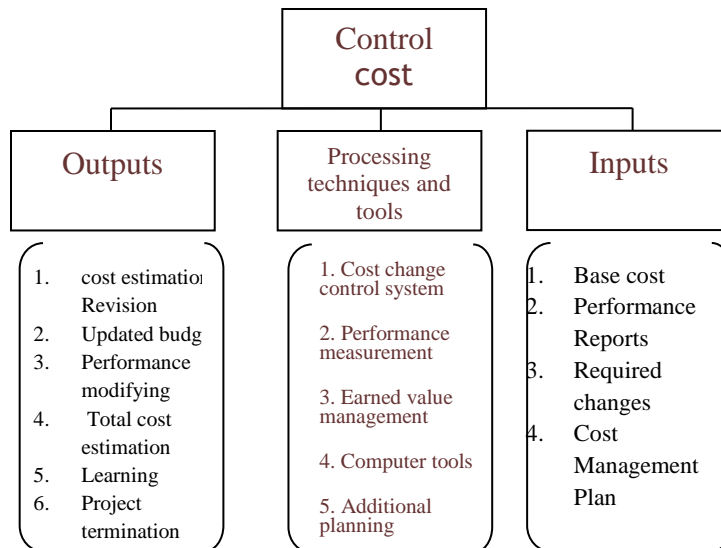 Control
cost
Outputs
1. cost estimation
Revision
2. Updated budg
3. Performance
modifying
4. Total cost
estimation
5. Learning
6. Project
termination
Processing
techniques and
tools
1. Cost change
control system
2. Performance
measurement
3. Earned value
management
4. Computer tools
5. Additional
planning
Inputs
1. Base cost
2. Performance
Reports
3. Required
changes
4. Cost
Management
Plan